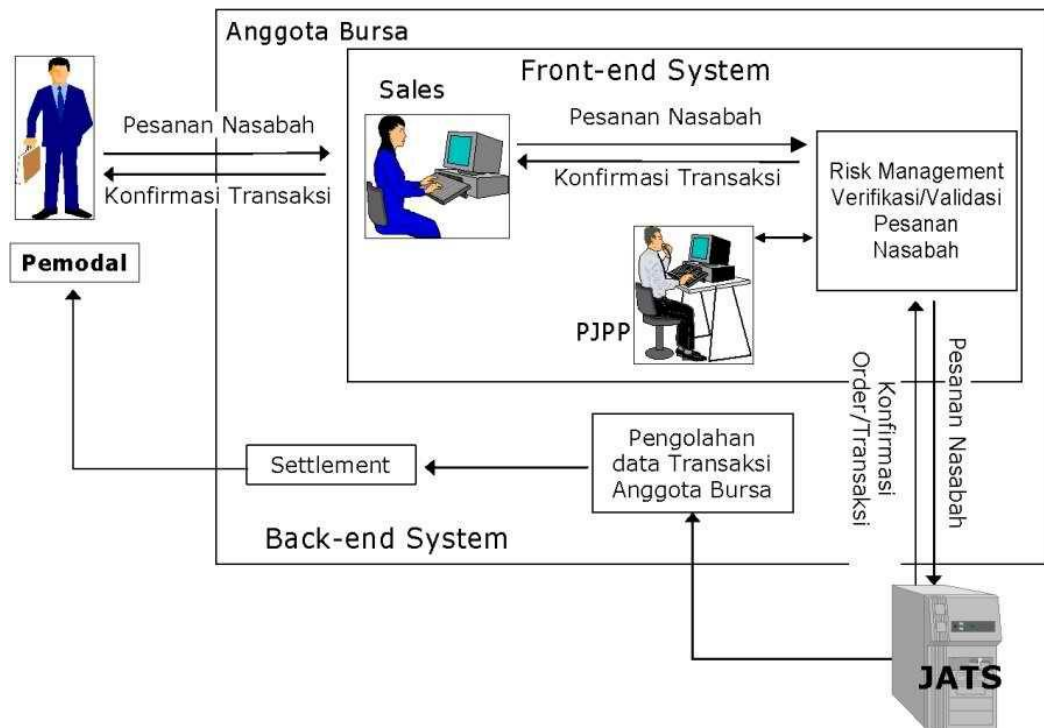 Anggota Bursa
Front-end System
Sales
Pesanan Nasabah
Konfirmasi Transaksi
Pesanan Nasabah
Konfirmasi Transaksi
Risk Management
Verifikasi/Validasi
Pesanan
Nasabah
Pemodal
PJPP
Konfirmasi
Order/Transaksi
Pesanan Nasabah
Settlement
Pengolahan
data Transaksi
Anggota Bursa
Back-end System
JATS